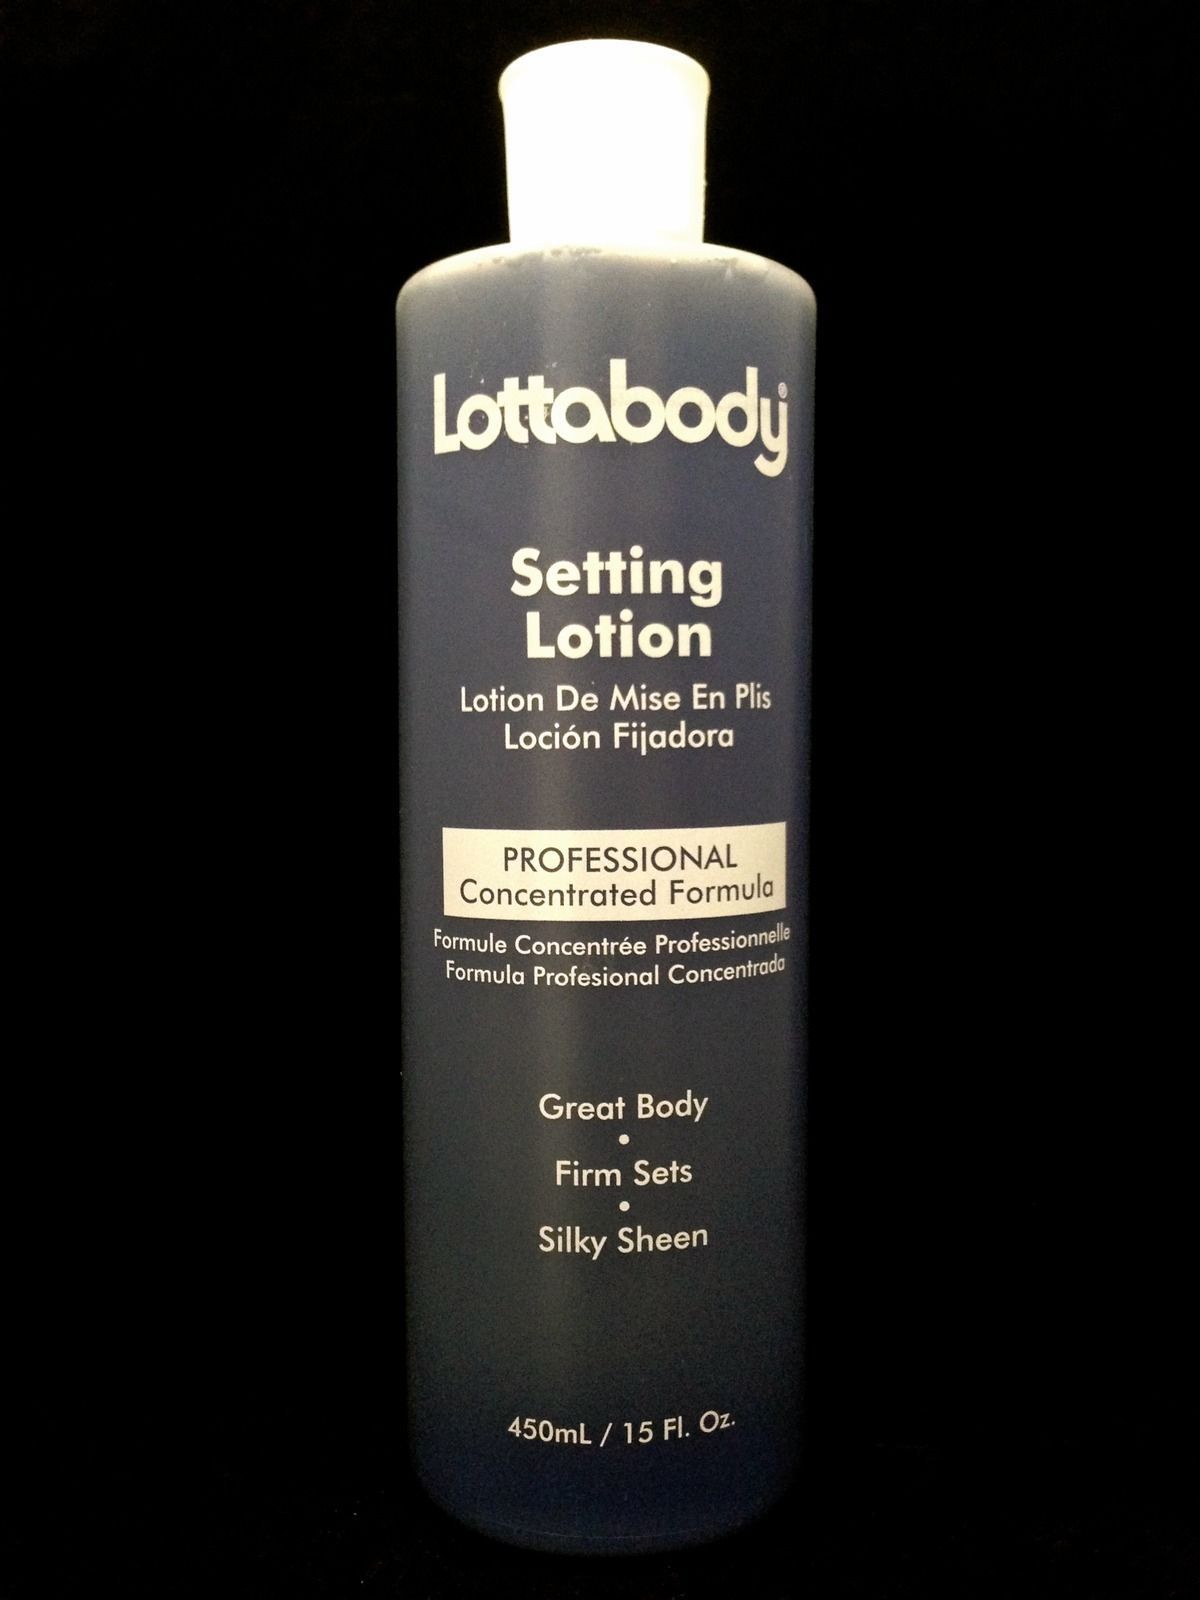 Lottabody®
Setting
Lotion
Lotion De Mise En Plis
Loción Fijadora
PROFESSIONAL
Concentrated Formula
Formule Concentrée Professionnelle
Formula Profesional Concentrada
Great Body
•
Firm Sets
•
Silky Sheen
450mL / 15 Fl. Oz.